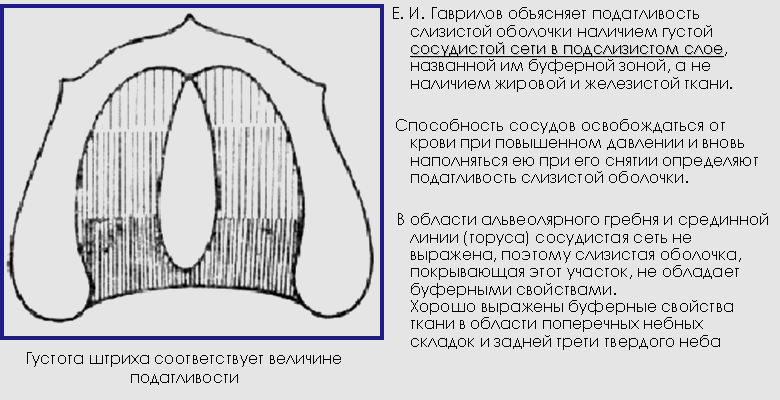 Е. И. Гаврилов объясняет податливость
слизистой оболочки наличием густой
сосудистой сети в подслизистом слое,
названной им буферной зоной, а не
наличием жировой и железистой ткани.
Способность сосудов освобождаться от
крови при повышенном давлении и вновь
наполняться ею при его снятии определяют
податливость слизистой оболочки.
В области альвеолярного гребня и срединной
линии (торуса) сосудистая сеть не
выражена, поэтому слизистая оболочка,
покрывающая этот участок, не обладает
буферными свойствами.
Хорошо выражены буферные свойства
ткани в области поперечных небных
складок и задней трети твердого неба
Густота штриха соответствует величине
податливости